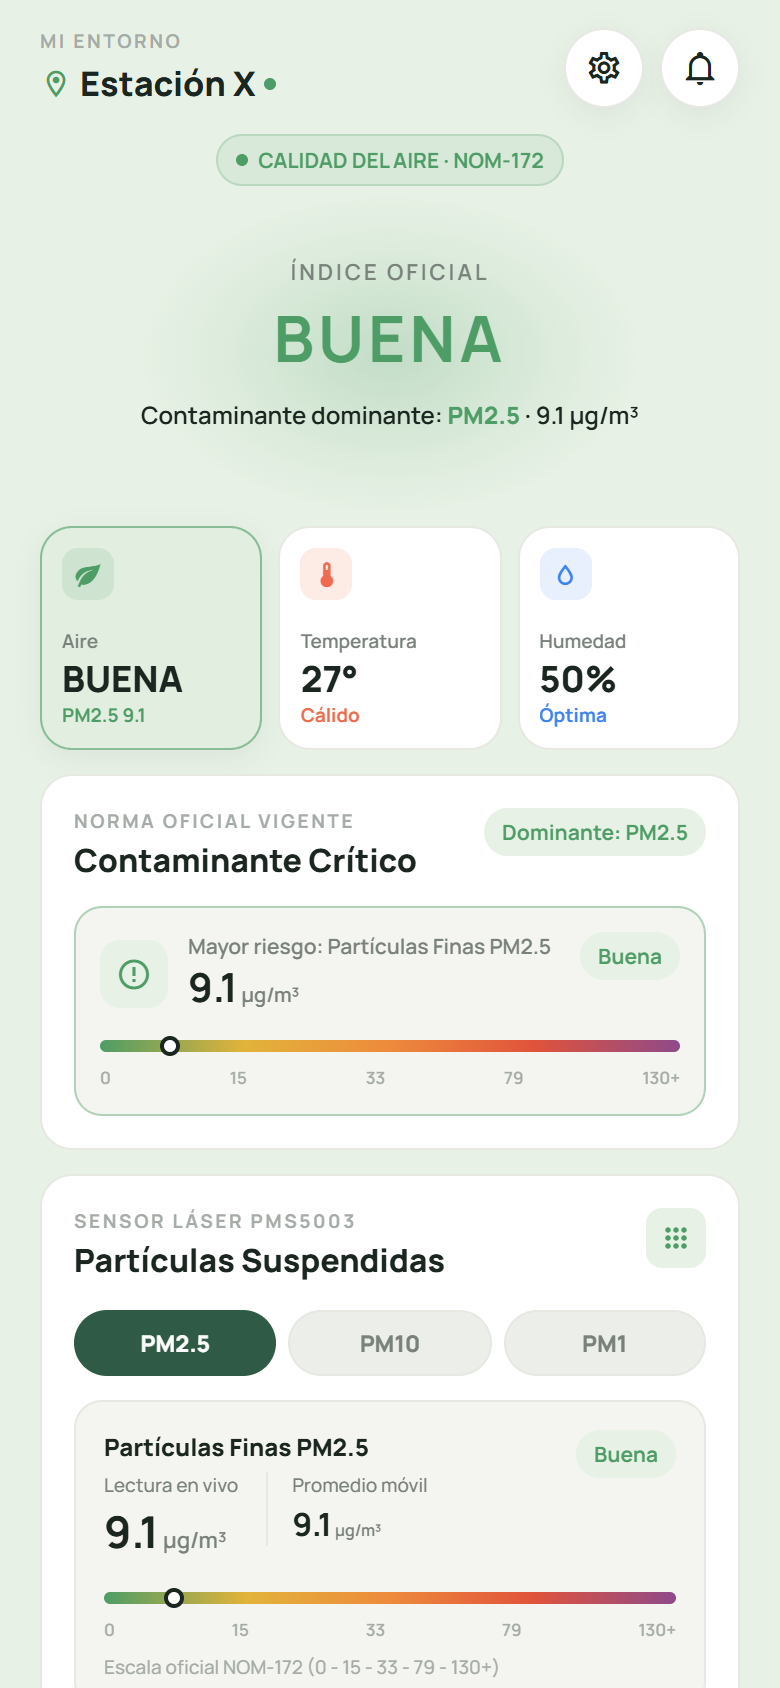 MI ENTORNO
Estación X
CALIDAD DEL AIRE · NOM-172
ÍNDICE OFICIAL
BUENA
Contaminante dominante: PM2.5 · 9.1 µg/m³
Aire
BUENA
PM2.5 9.1
Temperatura
27°
Cálido
Humedad
50%
Óptima
NORMA OFICIAL VIGENTE
Contaminante Crítico
Dominante: PM2.5
Mayor riesgo: Partículas Finas PM2.5
9.1 µg/m³
Buena
0 15 33 79 130+
SENSOR LÁSER PMS5003
Partículas Suspendidas
PM2.5 PM10 PM1
Partículas Finas PM2.5
Buena
Lectura en vivo
9.1 µg/m³
Promedio móvil
9.1 µg/m³
0 15 33 79 130+
Escala oficial NOM-172 (0 - 15 - 33 - 79 - 130+)